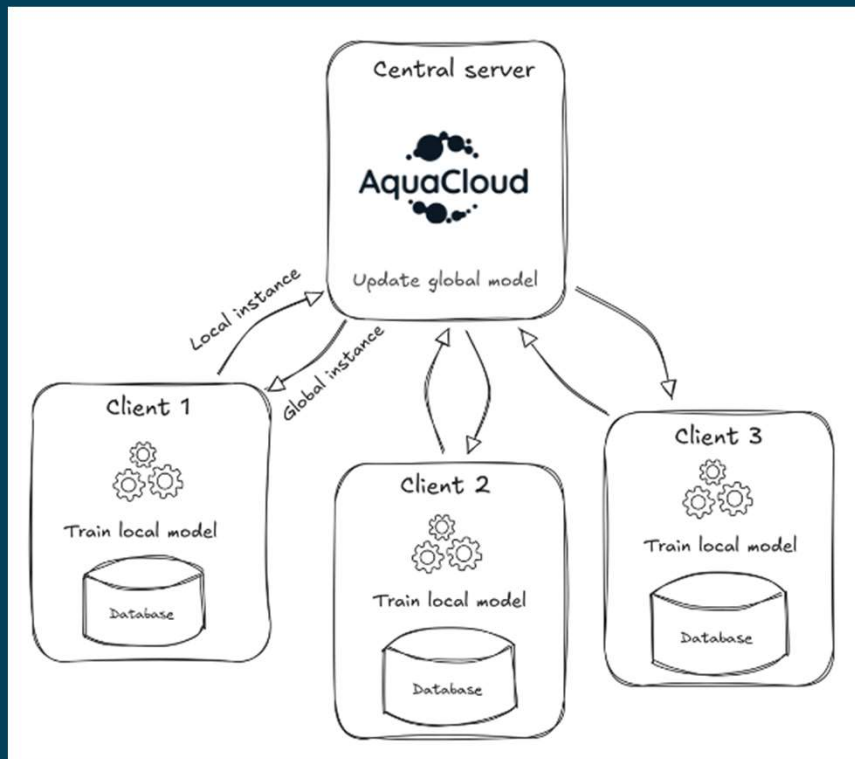 Central server
AquaCloud
Update global model
Local instance
Global instance
Client 1
Train local model
Database
Client 2
Train local model
Database
Client 3
Train local model
Database